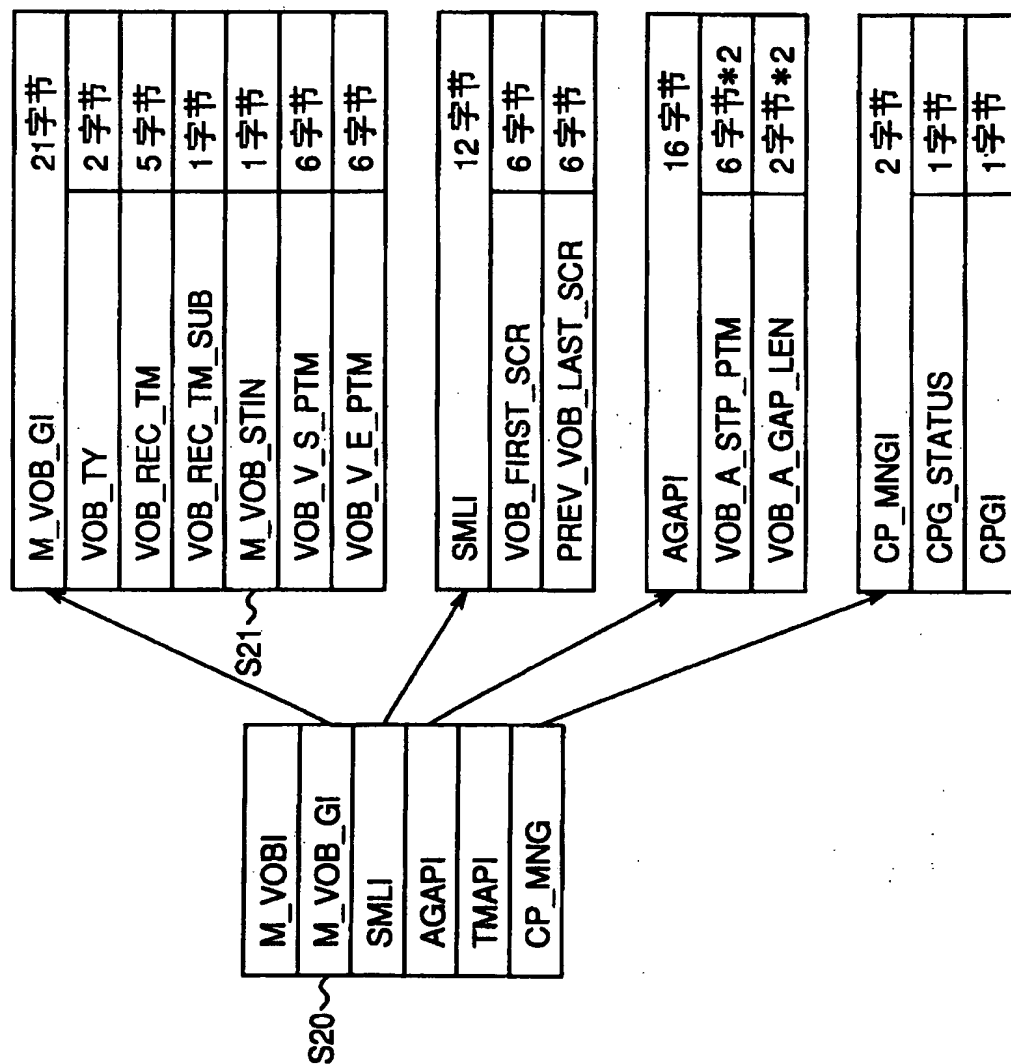 M_VOBI
M_VOB_GI
SMLI
AGAPI
TMAPI
CP_MNG
S20
M_VOB_GI 21字节
VOB_TY 2字节
VOB_REC_TM 5字节
VOB_REC_TM_SUB 1字节
M_VOB_STIN 1字节
VOB_V_S_PTM 6字节
VOB_V_E_PTM 6字节
S21
SMLI 12字节
VOB_FIRST_SCR 6字节
PREV_VOB_LAST_SCR 6字节
AGAPI 16字节
VOB_A_STP_PTM 6字节*2
VOB_A_GAP_LEN 2字节*2
CP_MNGI 2字节
CPG_STATUS 1字节
CPGI 1字节